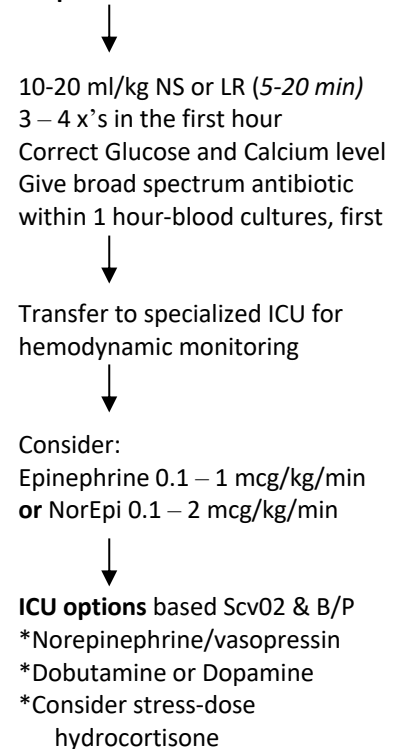 10-20 ml/kg NS or LR (5-20 min)
3 – 4 x’s in the first hour
Correct Glucose and Calcium level
Give broad spectrum antibiotic
within 1 hour-blood cultures, first
Transfer to specialized ICU for
hemodynamic monitoring
Consider:
Epinephrine 0.1 – 1 mcg/kg/min
or NorEpi 0.1 – 2 mcg/kg/min
ICU options based Scv02 & B/P
*Norepinephrine/vasopressin
*Dobutamine or Dopamine
*Consider stress-dose
hydrocortisone